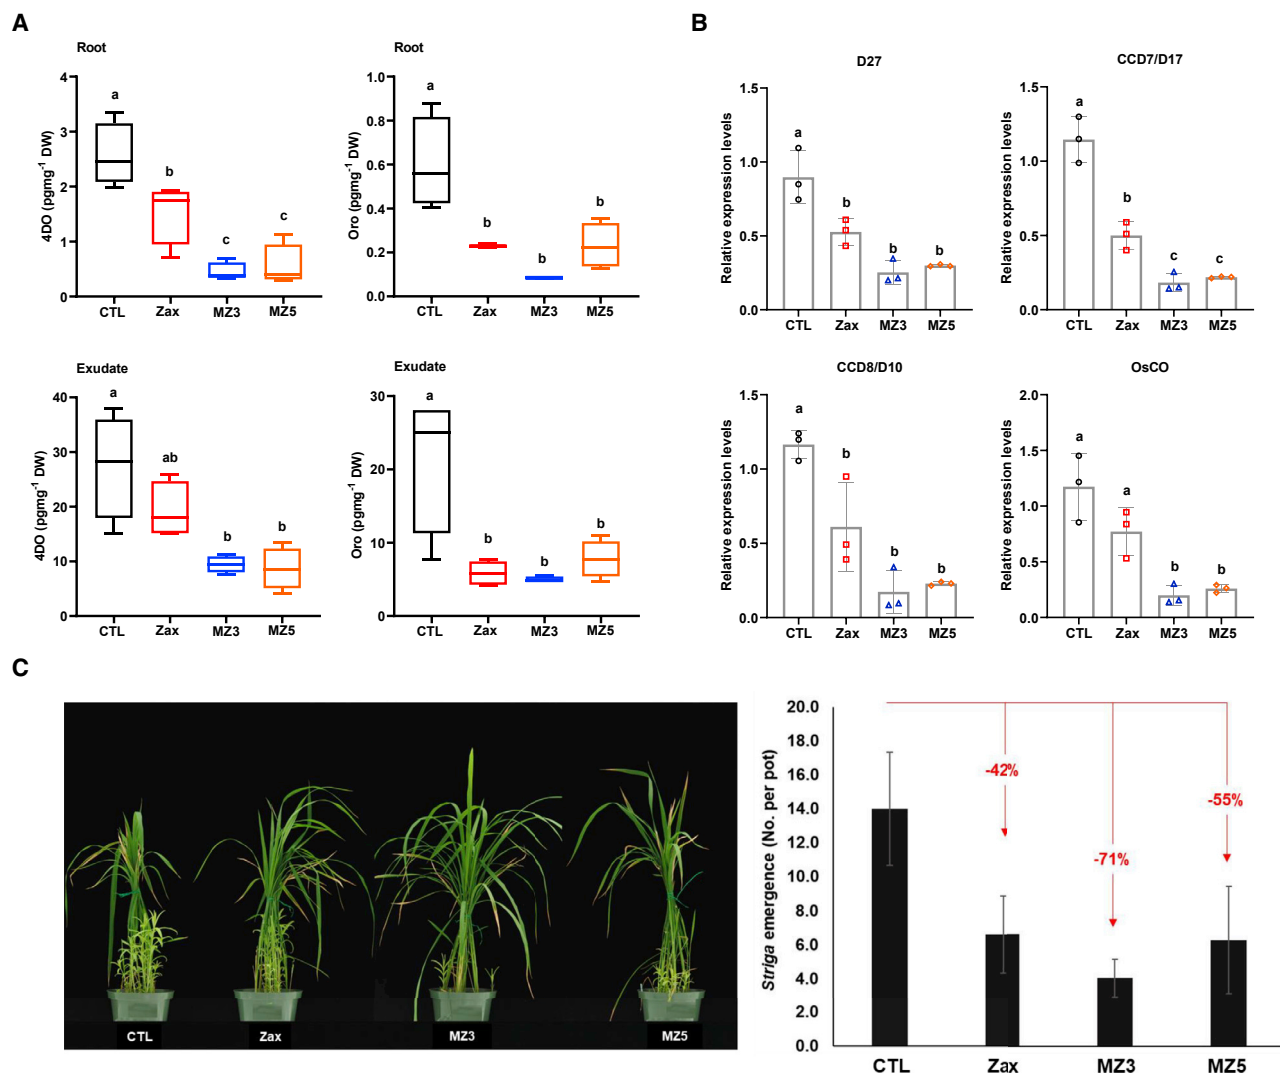 A
B
Root
4DO (pgmg⁻¹ DW)
4
3
2
1
0
a
b
c
c
CTL
Zax
MZ3
MZ5
Root
Oro (pgmg⁻¹ DW)
1.0
0.8
0.6
0.4
0.2
0.0
a
b
b
b
CTL
Zax
MZ3
MZ5
D27
Relative expression levels
1.5
1.0
0.5
0.0
a
b
b
b
CTL
Zax
MZ3
MZ5
CCD7/D17
Relative expression levels
1.5
1.0
0.5
0.0
a
b
c
c
CTL
Zax
MZ3
MZ5
Exudate
4DO (pgmg⁻¹ DW)
40
30
20
10
0
a
ab
b
b
CTL
Zax
MZ3
MZ5
Exudate
Oro (pgmg⁻¹ DW)
30
20
10
0
a
b
b
b
CTL
Zax
MZ3
MZ5
CCD8/D10
Relative expression levels
1.5
1.0
0.5
0.0
a
b
b
b
CTL
Zax
MZ3
MZ5
OsCO
Relative expression levels
2.0
1.5
1.0
0.5
0.0
a
a
b
b
CTL
Zax
MZ3
MZ5
C
CTL
Zax
MZ3
MZ5
Striga emergence (No. per pot)
20.0
18.0
16.0
14.0
12.0
10.0
8.0
6.0
4.0
2.0
0.0
-42%
-71%
-55%
CTL
Zax
MZ3
MZ5